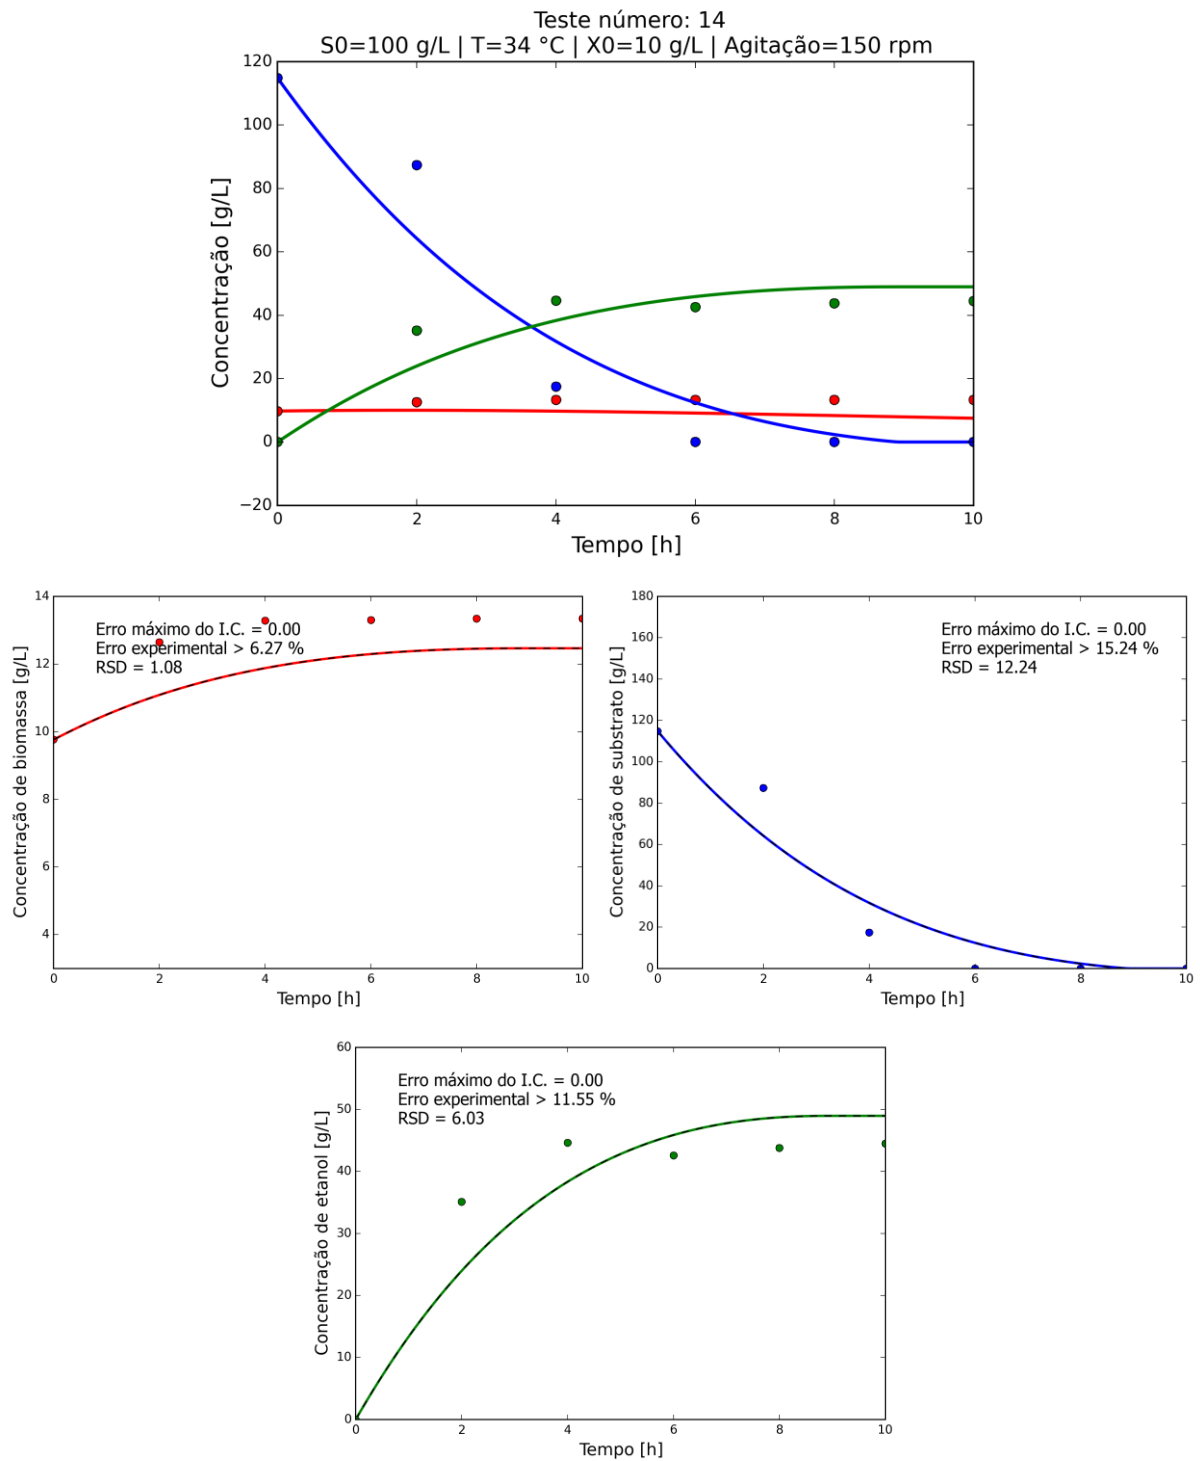 Teste número: 14
S0=100 g/L | T=34 °C | X0=10 g/L | Agitação=150 rpm
Concentração [g/L]
120
100
80
60
40
20
0
−20
0 2 4 6 8 10
Tempo [h]
Concentração de biomassa [g/L]
14
12
10
8
6
4
Erro máximo do I.C. = 0.00
Erro experimental > 6.27 %
RSD = 1.08
0 2 4 6 8 10
Tempo [h]
Concentração de substrato [g/L]
180
160
140
120
100
80
60
40
20
0
Erro máximo do I.C. = 0.00
Erro experimental > 15.24 %
RSD = 12.24
0 2 4 6 8 10
Tempo [h]
Concentração de etanol [g/L]
60
50
40
30
20
10
0
Erro máximo do I.C. = 0.00
Erro experimental > 11.55 %
RSD = 6.03
0 2 4 6 8 10
Tempo [h]